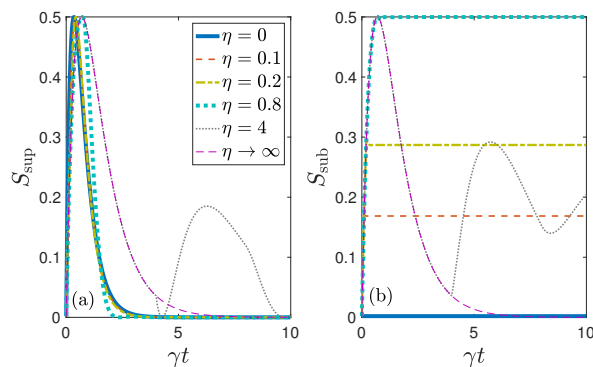 0.5
0.4
0.3
0.2
0.1
0
S_sup
η = 0
η = 0.1
η = 0.2
η = 0.8
η = 4
η → ∞
(a)
0 5 10
γt
0.5
0.4
0.3
0.2
0.1
0
S_sub
(b)
0 5 10
γt